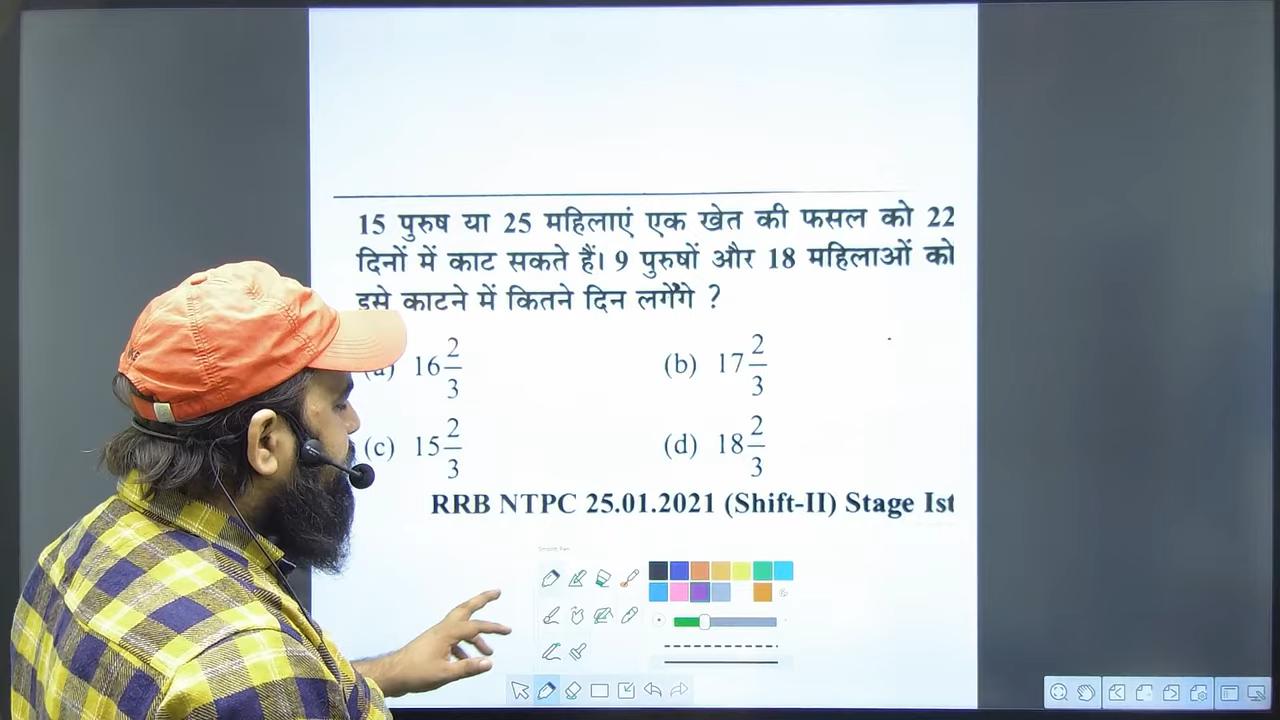 15 पुरुष या 25 महिलाएं एक खेत की फसल को 22
दिनों में काट सकते हैं। 9 पुरुषों और 18 महिलाओं को
इसे काटने में कितने दिन लगेंगे ?
(a) 16 2/3 (b) 17 2/3
(c) 15 2/3 (d) 18 2/3
RRB NTPC 25.01.2021 (Shift-II) Stage Ist